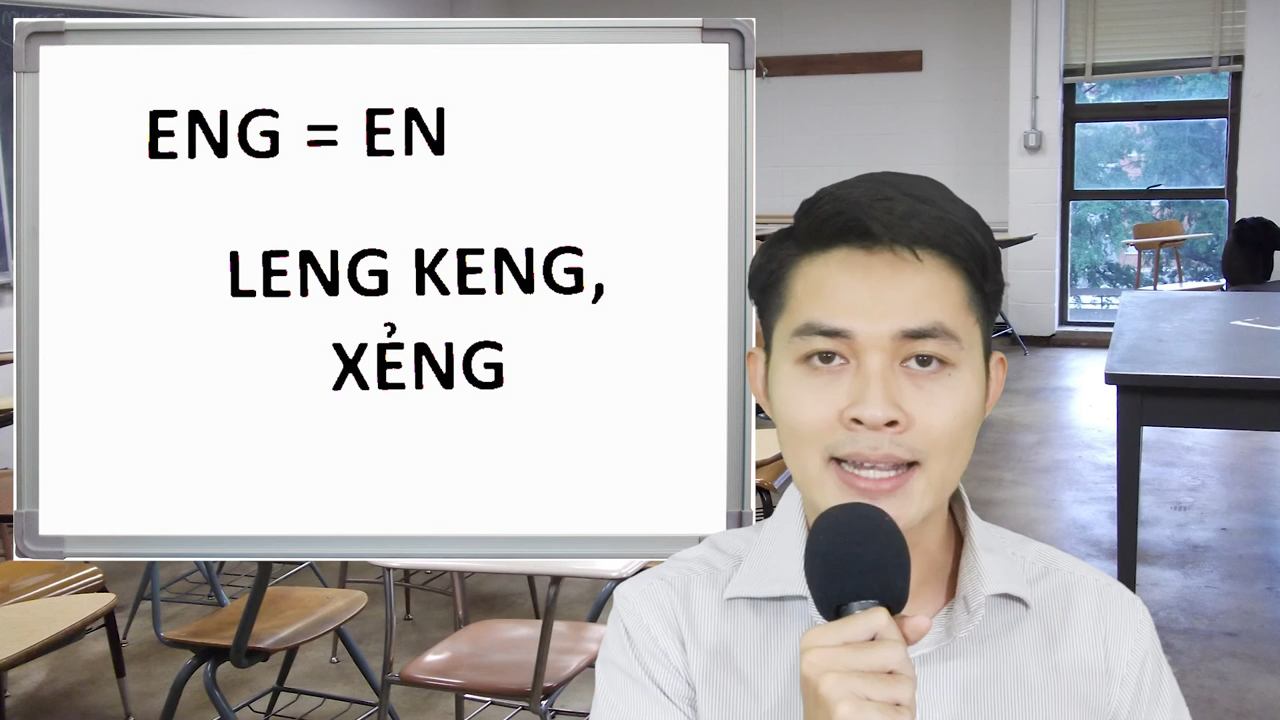 ENG = EN
LENG KENG,
XẺNG